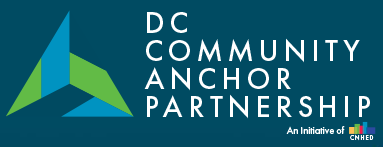 DC
COMMUNITY
ANCHOR
PARTNERSHIP
An Initiative of CNHED